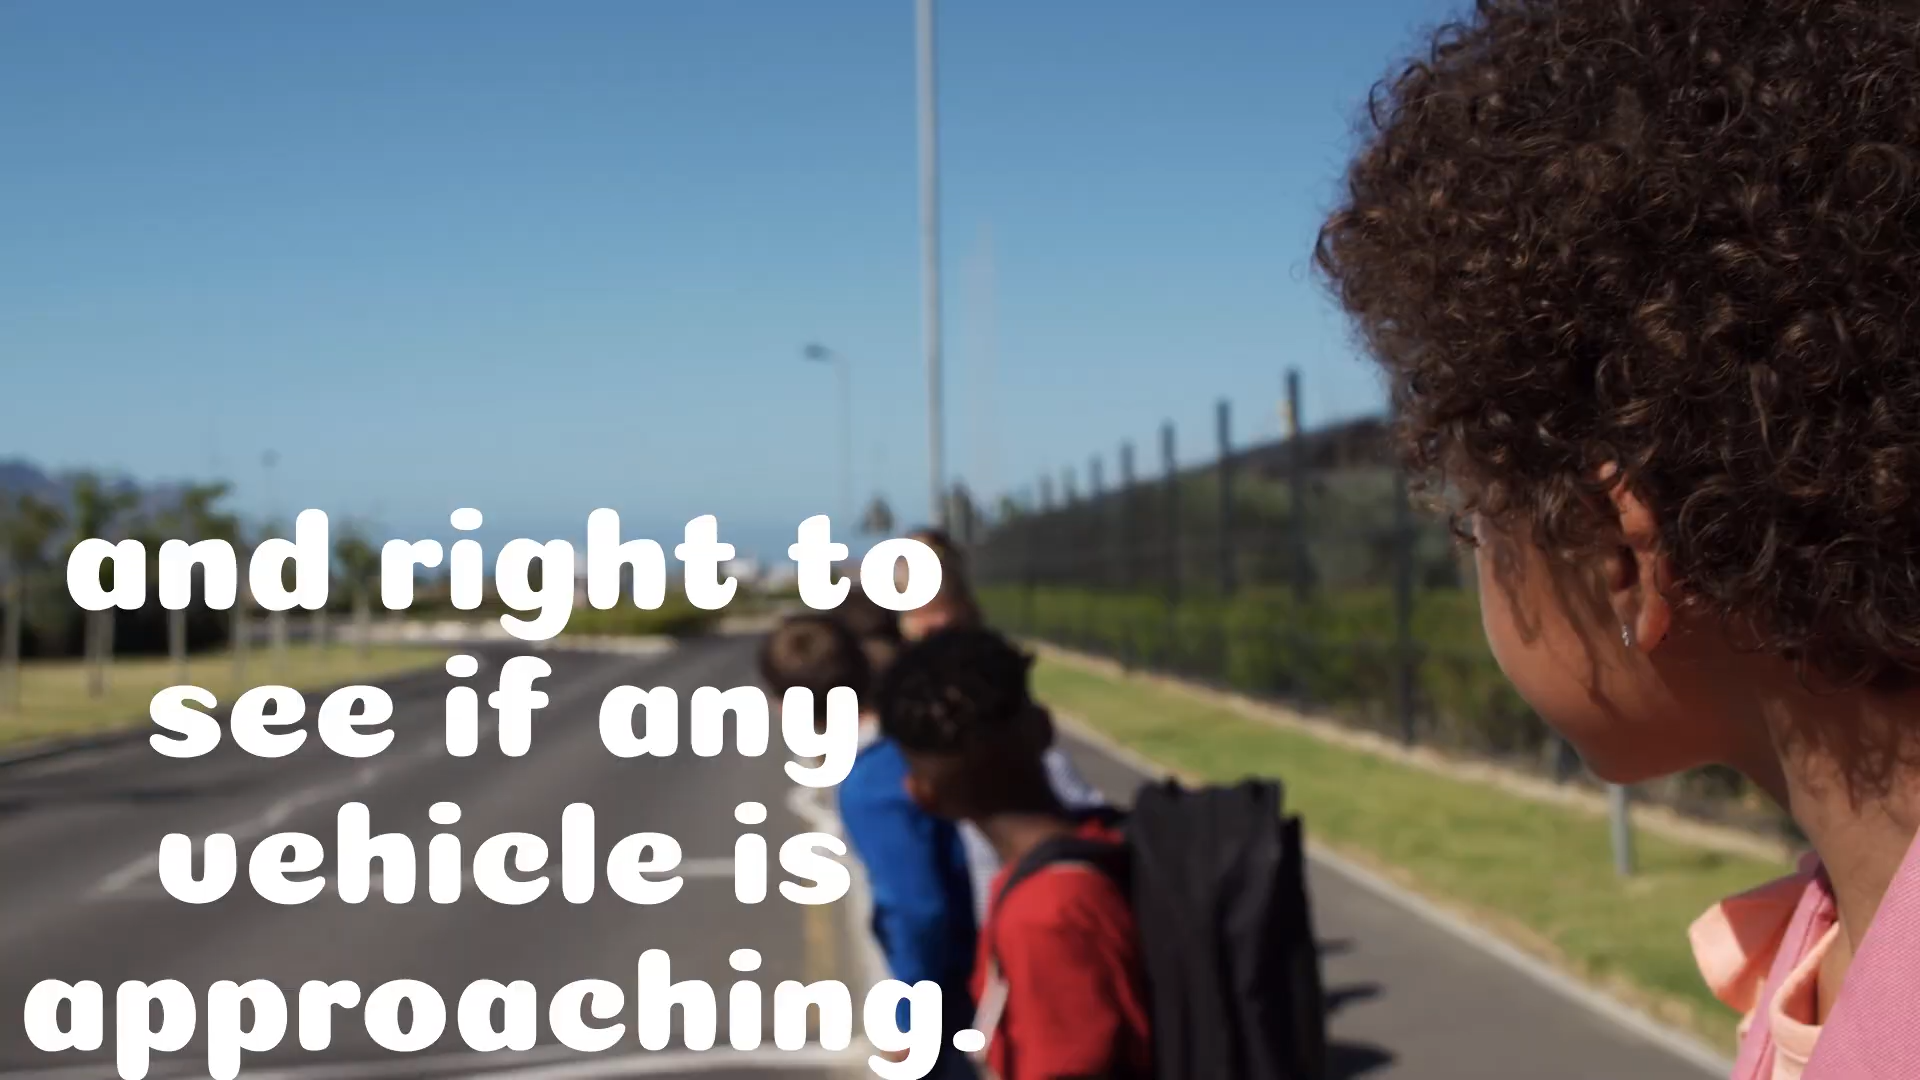 and right to
see if any
vehicle is
approaching.